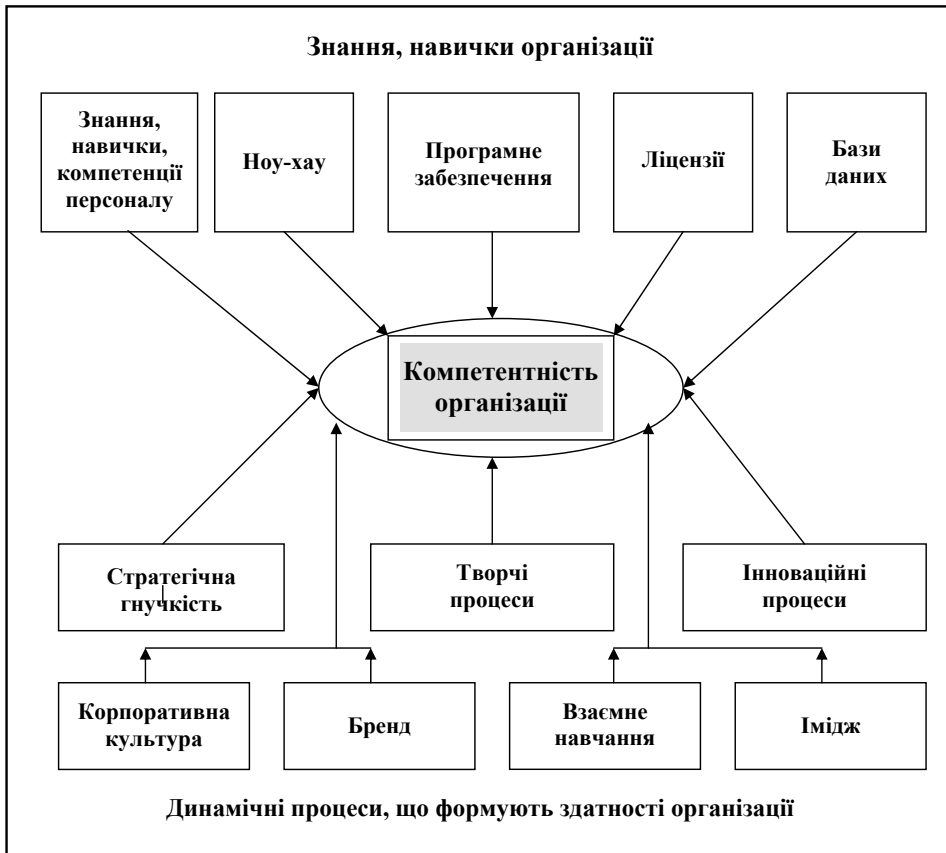 Знання, навички організації
Знання,
навички,
компетенції
персоналу
Ноу-хау
Програмне
забезпечення
Ліцензії
Бази
даних
Компетентність
організації
Стратегічна
гнучкість
Творчі
процеси
Інноваційні
процеси
Корпоративна
культура
Бренд
Взаємне
навчання
Імідж
Динамічні процеси, що формують здатності організації